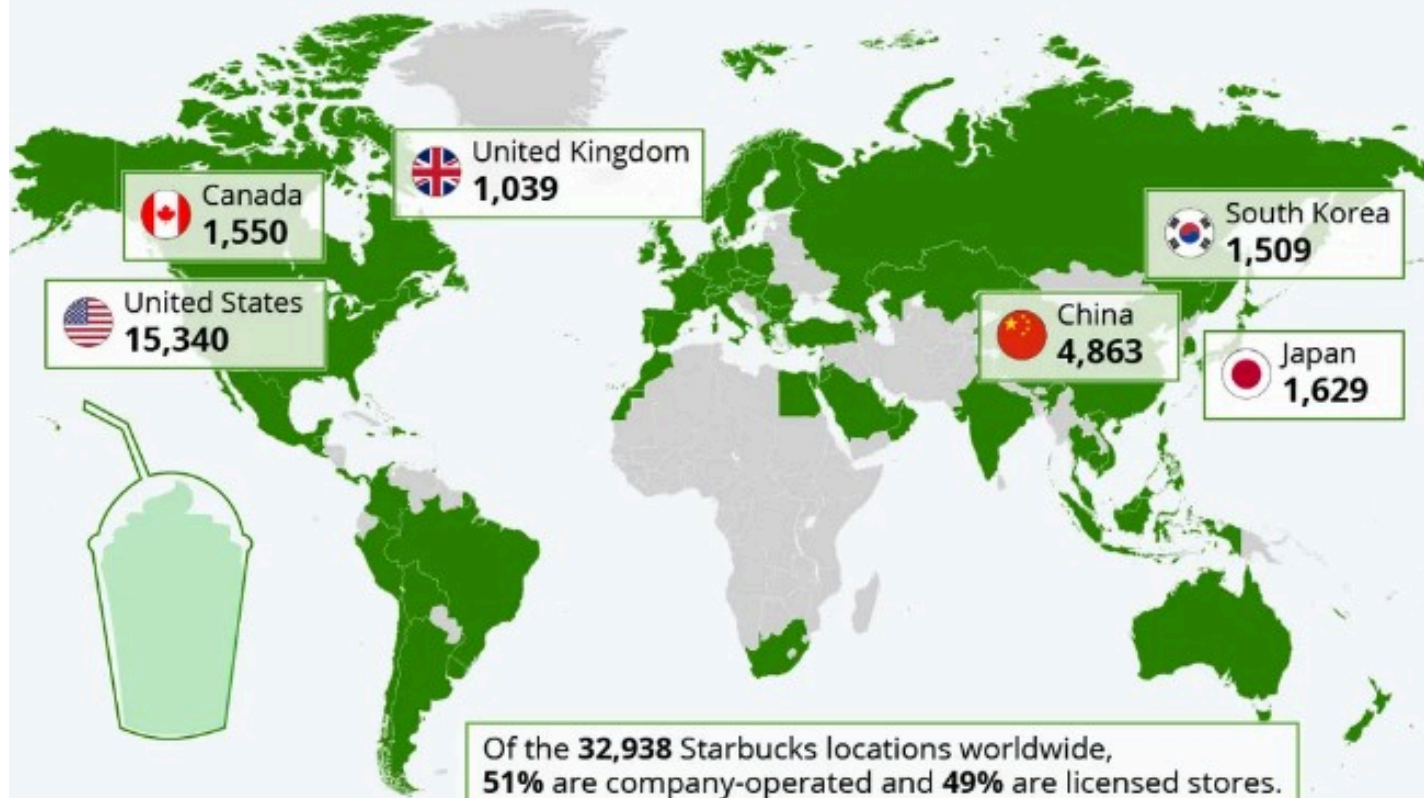 United Kingdom
1,039
Canada
1,550
South Korea
1,509
United States
15,340
China
4,863
Japan
1,629
Of the 32,938 Starbucks locations worldwide,
51% are company-operated and 49% are licensed stores.